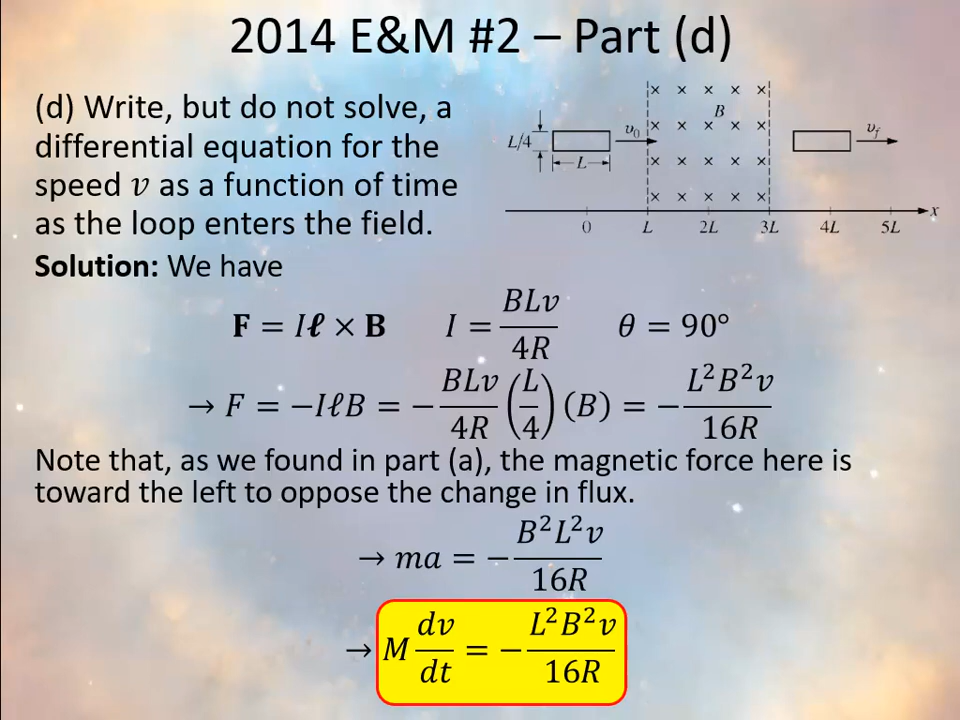 2014 E&M #2 – Part (d)
(d) Write, but do not solve, a
differential equation for the
speed 𝑣 as a function of time
as the loop enters the field.
L/4
L
v₀
× × × × ×
B
× × × × ×
× × × × ×
× × × × ×
v_f
0 L 2L 3L 4L 5L x
Solution: We have
𝐅 = 𝐼ℓ × 𝐁 𝐼 = BLv/4R θ = 90°
→ F = −IℓB = −BLv/4R (L/4) (B) = −L²B²v/16R
Note that, as we found in part (a), the magnetic force here is
toward the left to oppose the change in flux.
→ ma = −B²L²v/16R
→ M dv/dt = −L²B²v/16R